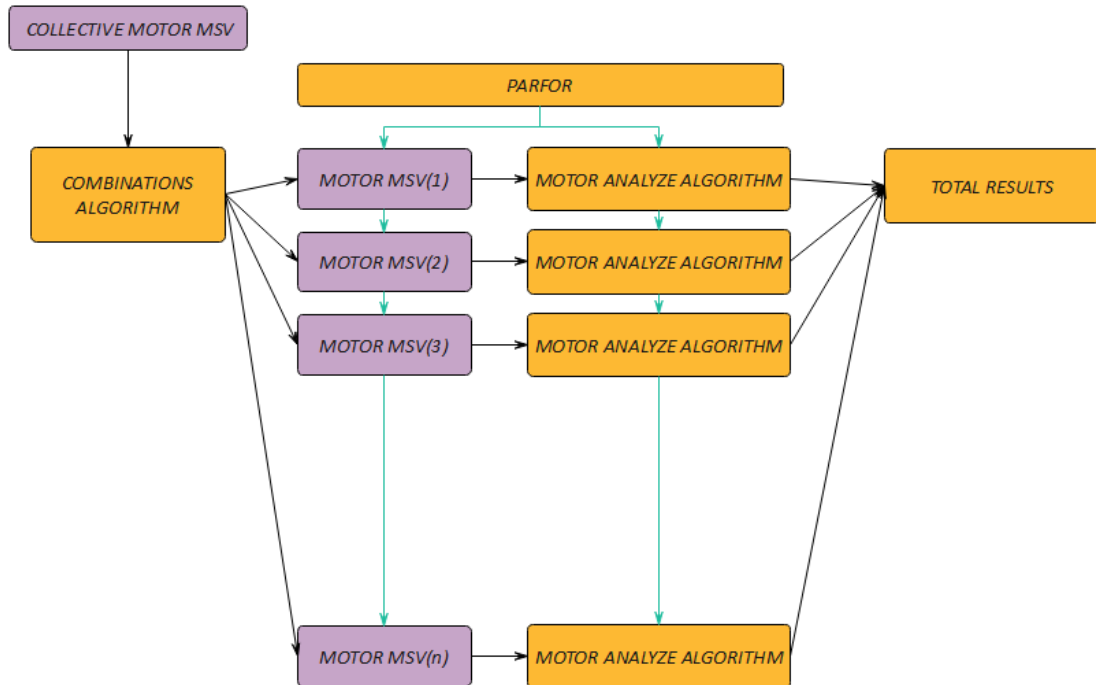 COLLECTIVE MOTOR MSV
PARFOR
COMBINATIONS
ALGORITHM
MOTOR MSV(1)
MOTOR ANALYZE ALGORITHM
TOTAL RESULTS
MOTOR MSV(2)
MOTOR ANALYZE ALGORITHM
MOTOR MSV(3)
MOTOR ANALYZE ALGORITHM
MOTOR MSV(n)
MOTOR ANALYZE ALGORITHM